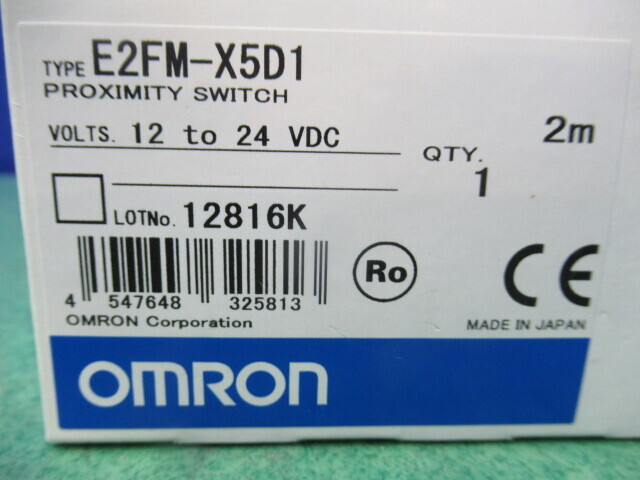 TYPE E2FM-X5D1
PROXIMITY SWITCH
VOLTS. 12 to 24 VDC
2m
QTY. 1
LOTNo. 12816K
Ro
CE
4 547648 325813
OMRON Corporation
MADE IN JAPAN
OMRON